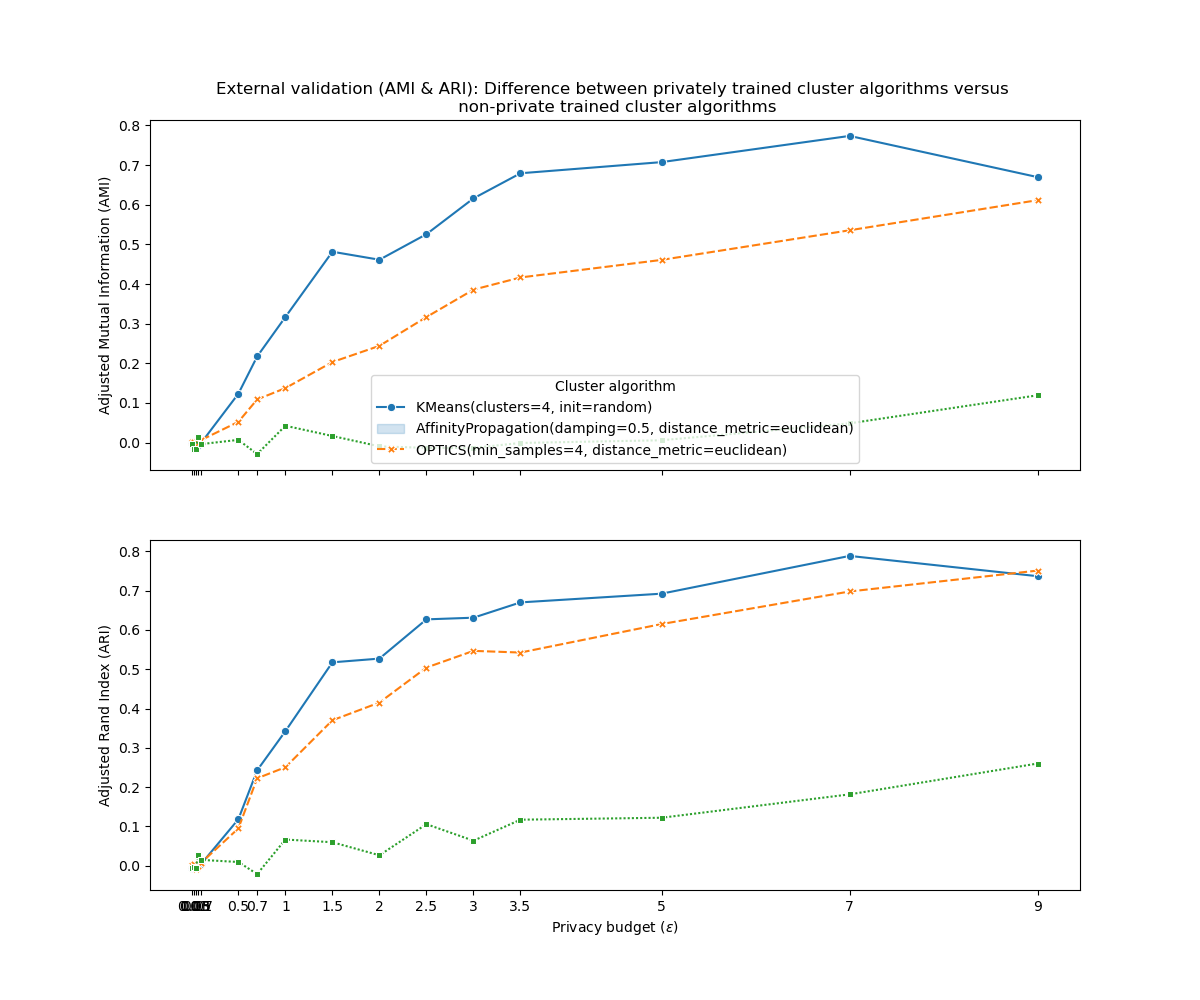 External validation (AMI & ARI): Difference between privately trained cluster algorithms versus
non-private trained cluster algorithms
0.8
0.7
0.6
0.5
0.4
0.3
0.2
0.1
0.0
Adjusted Mutual Information (AMI)
Cluster algorithm
KMeans(clusters=4, init=random)
AffinityPropagation(damping=0.5, distance_metric=euclidean)
OPTICS(min_samples=4, distance_metric=euclidean)
0.8
0.7
0.6
0.5
0.4
0.3
0.2
0.1
0.0
Adjusted Rand Index (ARI)
0.5 0.7 1 1.5 2 2.5 3 3.5 5 7 9
Privacy budget (ε)